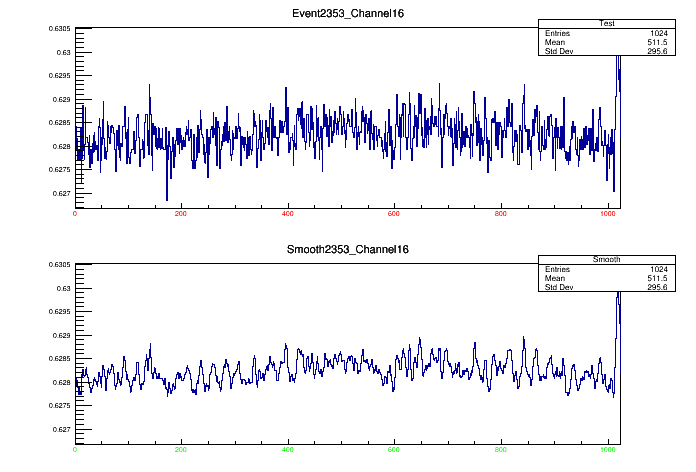 Event2353_Channel16
Test
Entries 1024
Mean 511.5
Std Dev 295.6
0.6305
0.63
0.6295
0.629
0.6285
0.628
0.6275
0.627
0 200 400 600 800 1000
Smooth2353_Channel16
Smooth
Entries 1024
Mean 511.5
Std Dev 295.6
0.6305
0.63
0.6295
0.629
0.6285
0.628
0.6275
0.627
0 200 400 600 800 1000